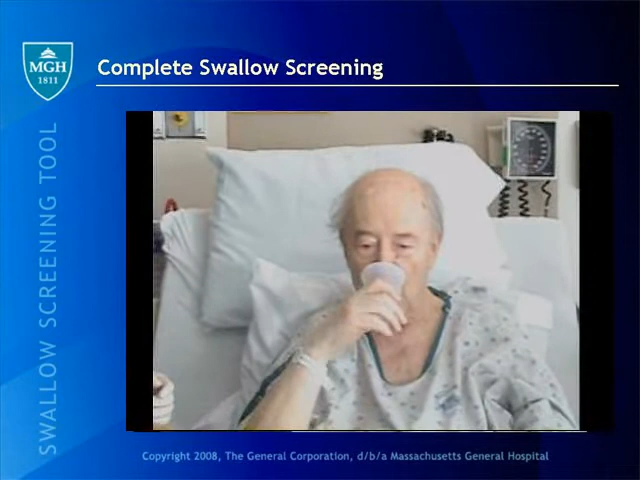 MGH
1811
Complete Swallow Screening
SWALLOW SCREENING TOOL
Copyright 2008, The General Corporation, d/b/a Massachusetts General Hospital